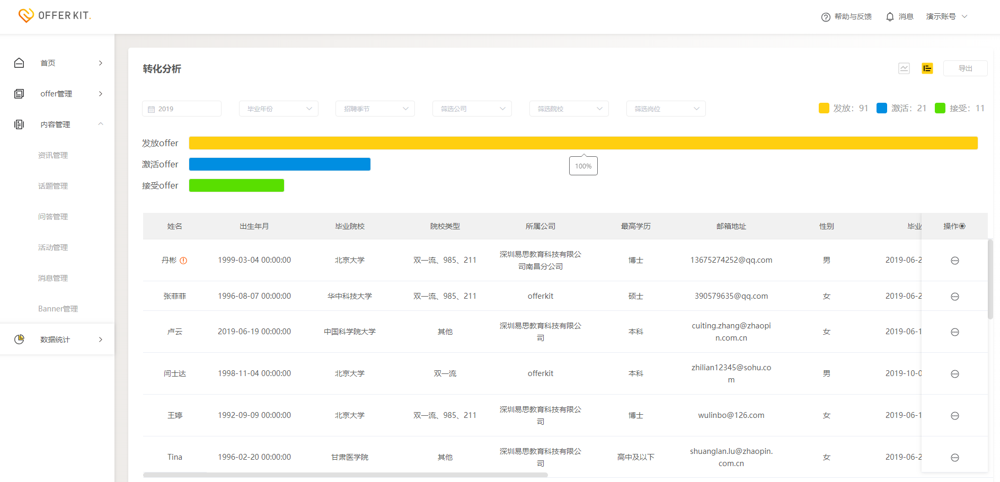 OFFER KIT.
帮助与反馈
消息
演示账号
首页
offer管理
内容管理
资讯管理
话题管理
问答管理
活动管理
消息管理
Banner管理
数据统计
转化分析
导出
2019
毕业年份
招聘季节
筛选公司
筛选院校
筛选岗位
发放：91
激活：21
接受：11
发放offer
激活offer
接受offer
100%
姓名 出生年月 毕业院校 院校类型 所属公司 最高学历 邮箱地址 性别 毕业 操作
丹彬 1999-03-04 00:00:00 北京大学 双一流、985、211 深圳易思教育科技有限公 博士 13675274252@qq.com 男 2019-06-2
司南昌分公司
张菲菲 1996-08-07 00:00:00 华中科技大学 双一流、985、211 offerkit 硕士 390579635@qq.com 女 2019-06-2
卢云 2019-06-19 00:00:00 中国科学院大学 其他 深圳易思教育科技有限公 本科 cuiting.zhang@zhaopi 女 2019-06-1
司 n.com.cn
闫士达 1998-11-04 00:00:00 北京大学 双一流 offerkit 本科 zhilian12345@sohu.co 男 2019-10-0
m
王婷 1992-09-09 00:00:00 北京大学 双一流、985、211 深圳易思教育科技有限公 博士 wulinbo@126.com 女 2019-06-1
司
Tina 1996-02-20 00:00:00 甘肃医学院 其他 深圳易思教育科技有限公 高中及以下 shuanglan.lu@zhaopin. 女 2019-06-2
司 com.cn